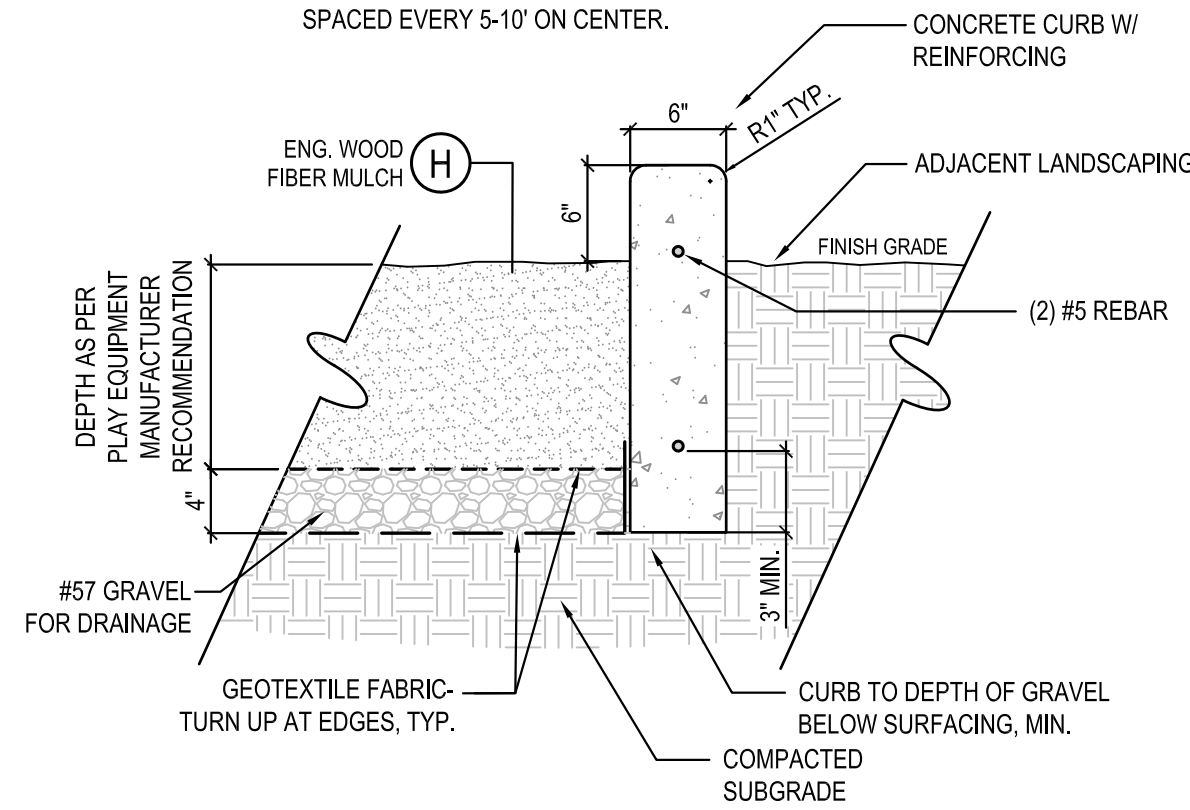 SPACED EVERY 5-10' ON CENTER.
CONCRETE CURB W/
REINFORCING
6"
R1" TYP.
ENG. WOOD
FIBER MULCH
H
ADJACENT LANDSCAPING
6"
FINISH GRADE
DEPTH AS PER
PLAY EQUIPMENT
MANUFACTURER
RECOMMENDATION
(2) #5 REBAR
4"
3" MIN.
#57 GRAVEL
FOR DRAINAGE
GEOTEXTILE FABRIC-
TURN UP AT EDGES, TYP.
CURB TO DEPTH OF GRAVEL
BELOW SURFACING, MIN.
COMPACTED
SUBGRADE